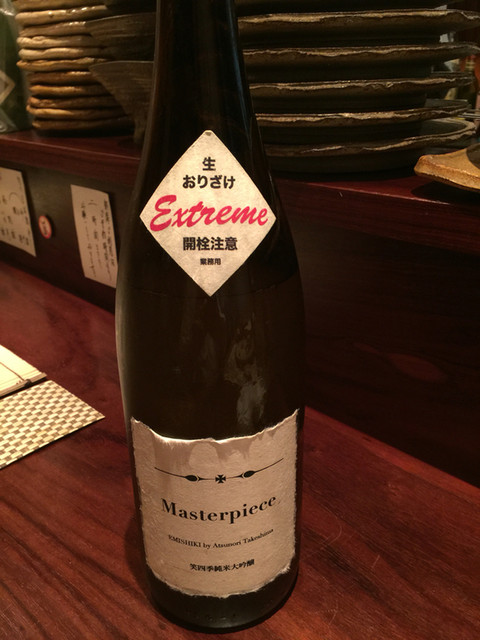 生
おりざけ
Extreme
開栓注意
業務用
Masterpiece
EMISHIKI by Atsunori Takeshima
笑四季純米大吟醸